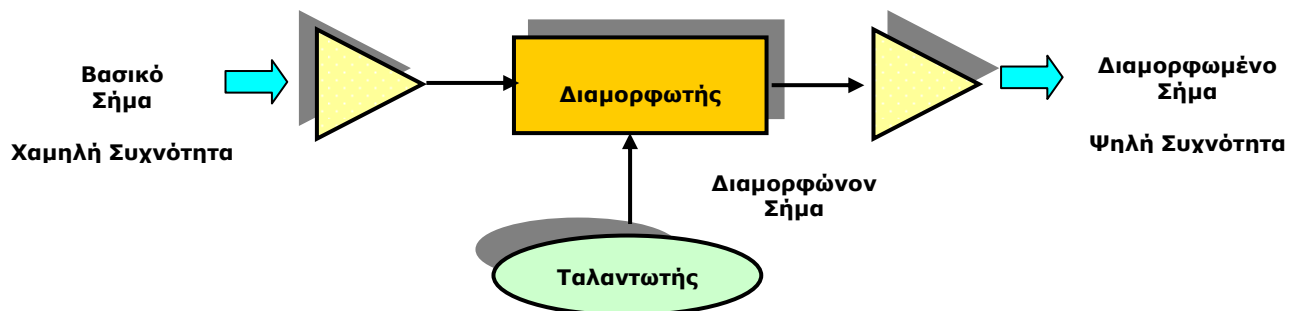 Βασικό
Σήμα
Χαμηλή Συχνότητα
Διαμορφωτής
Διαμορφωμένο
Σήμα
Ψηλή Συχνότητα
Διαμορφώνον
Σήμα
Ταλαντωτής